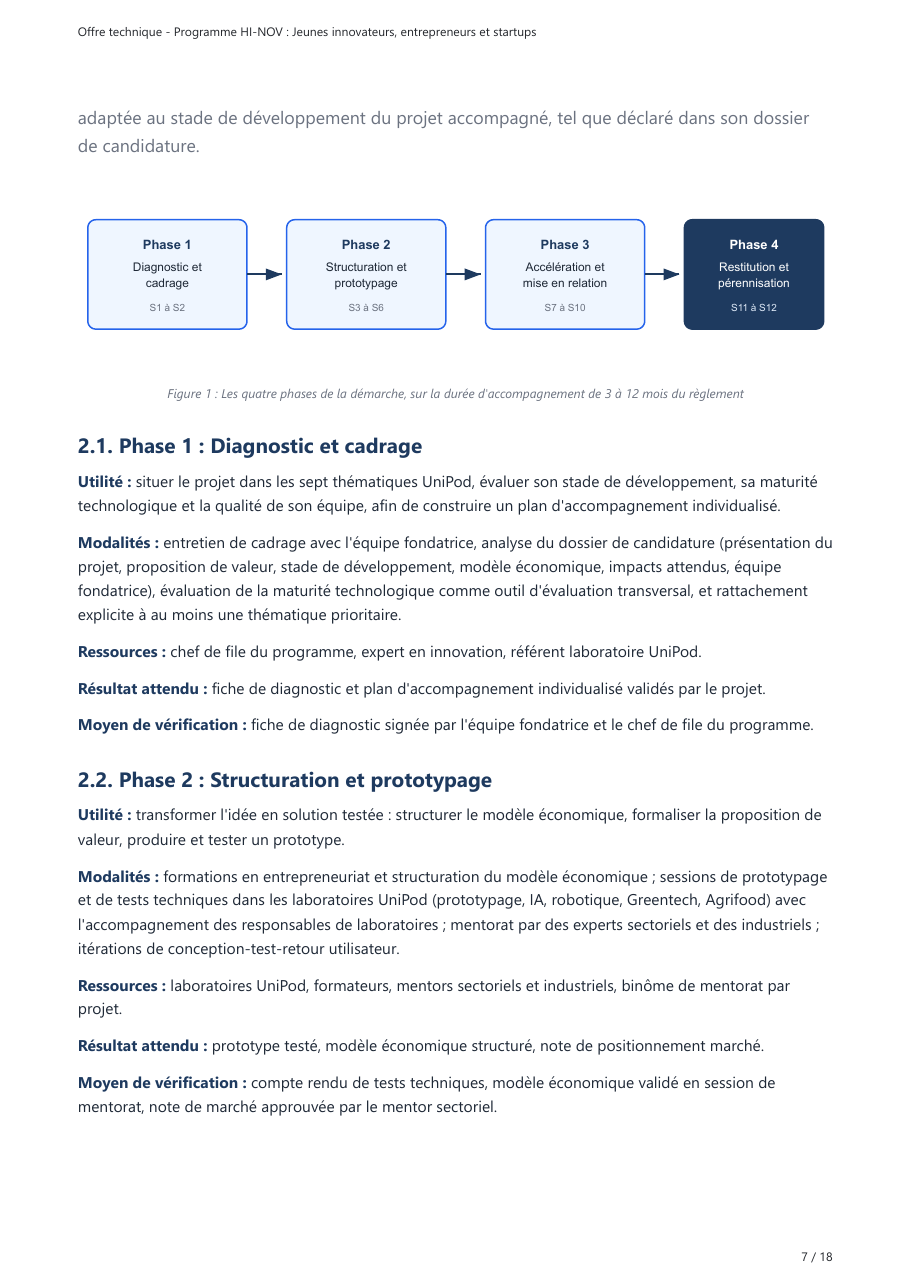 Offre technique - Programme HI-NOV : Jeunes innovateurs, entrepreneurs et startups
adaptée au stade de développement du projet accompagné, tel que déclaré dans son dossier
de candidature.
Phase 1
Diagnostic et
cadrage
S1 à S2
Phase 2
Structuration et
prototypage
S3 à S6
Phase 3
Accélération et
mise en relation
S7 à S10
Phase 4
Restitution et
pérennisation
S11 à S12
Figure 1 : Les quatre phases de la démarche, sur la durée d'accompagnement de 3 à 12 mois du règlement
2.1. Phase 1 : Diagnostic et cadrage
Utilité : situer le projet dans les sept thématiques UniPod, évaluer son stade de développement, sa maturité
technologique et la qualité de son équipe, afin de construire un plan d'accompagnement individualisé.
Modalités : entretien de cadrage avec l'équipe fondatrice, analyse du dossier de candidature (présentation du
projet, proposition de valeur, stade de développement, modèle économique, impacts attendus, équipe
fondatrice), évaluation de la maturité technologique comme outil d'évaluation transversal, et rattachement
explicite à au moins une thématique prioritaire.
Ressources : chef de file du programme, expert en innovation, référent laboratoire UniPod.
Résultat attendu : fiche de diagnostic et plan d'accompagnement individualisé validés par le projet.
Moyen de vérification : fiche de diagnostic signée par l'équipe fondatrice et le chef de file du programme.
2.2. Phase 2 : Structuration et prototypage
Utilité : transformer l'idée en solution testée : structurer le modèle économique, formaliser la proposition de
valeur, produire et tester un prototype.
Modalités : formations en entrepreneuriat et structuration du modèle économique ; sessions de prototypage
et de tests techniques dans les laboratoires UniPod (prototypage, IA, robotique, Greentech, Agrifood) avec
l'accompagnement des responsables de laboratoires ; mentorat par des experts sectoriels et des industriels ;
itérations de conception-test-retour utilisateur.
Ressources : laboratoires UniPod, formateurs, mentors sectoriels et industriels, binôme de mentorat par
projet.
Résultat attendu : prototype testé, modèle économique structuré, note de positionnement marché.
Moyen de vérification : compte rendu de tests techniques, modèle économique validé en session de
mentorat, note de marché approuvée par le mentor sectoriel.
7 / 18